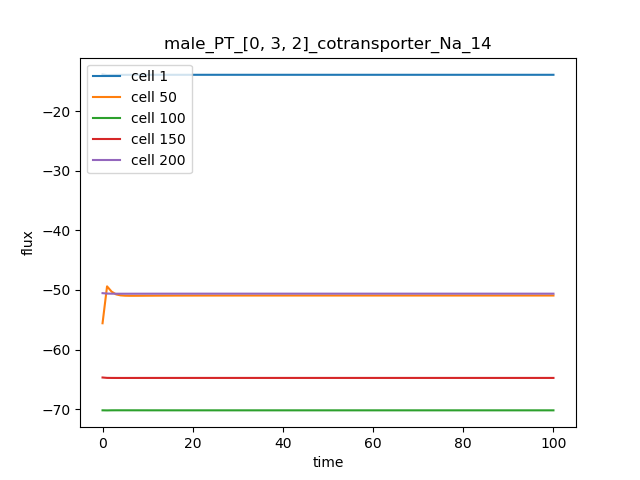 male_PT_[0, 3, 2]_cotransporter_Na_14
cell 1
cell 50
cell 100
cell 150
cell 200
flux
−20
−30
−40
−50
−60
−70
0 20 40 60 80 100
time